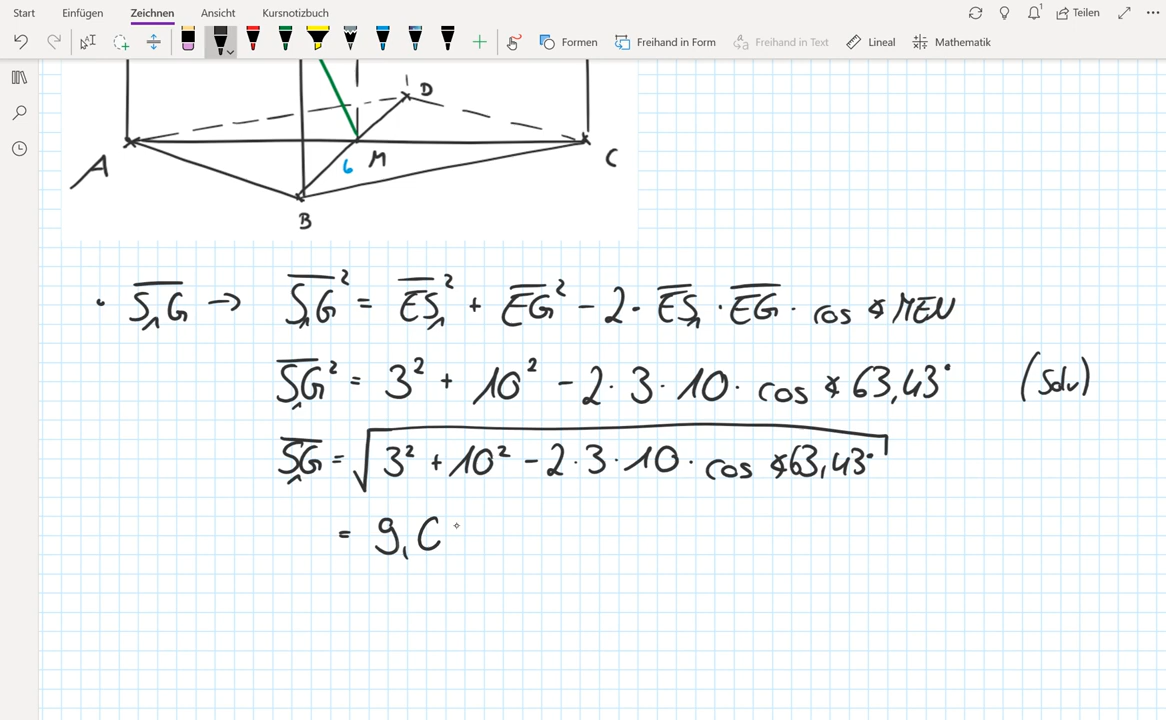 Start Einfügen Zeichnen Ansicht Kursnotizbuch Teilen
Formen Freihand in Form Freihand in Text Lineal Mathematik
D
A 6 M C
B
• S₁G → S₁G² = ES₁² + EG² - 2 · ES₁ · EG · cos ∢ MEN
S₁G² = 3² + 10² - 2 · 3 · 10 · cos ∢ 63,43° (Solv)
S₁G = √3² + 10² - 2 · 3 · 10 · cos ∢63,43°
= 9,C